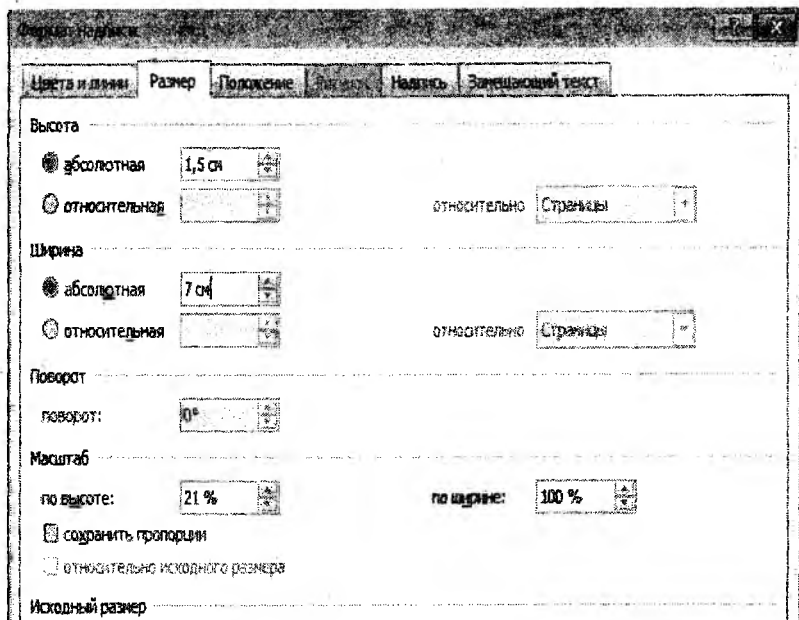 Формат надписи
Цвета и линии Размер Положение Рисунок Надпись Замещающий текст
Высота
абсолютная 1,5 см
относительная относительно Страницы
Ширина
абсолютная 7 см
относительная относительно Страницы
Поворот
поворот: 0°
Масштаб
по высоте: 21 % по ширине: 100 %
сохранить пропорции
относительно исходного размера
Исходный размер